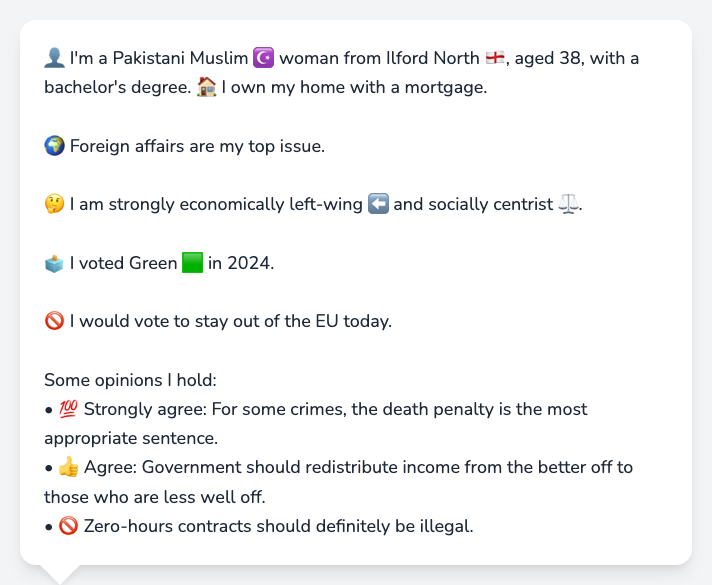 👤 I'm a Pakistani Muslim ☪️ woman from Ilford North 🏴󠁧󠁢󠁥󠁮󠁧󠁿, aged 38, with a
bachelor's degree. 🏠 I own my home with a mortgage.
🌍 Foreign affairs are my top issue.
🤔 I am strongly economically left-wing ⬅️ and socially centrist ⚖️.
🗳️ I voted Green 🟩 in 2024.
🚫 I would vote to stay out of the EU today.
Some opinions I hold:
• 💯 Strongly agree: For some crimes, the death penalty is the most
appropriate sentence.
• 👍 Agree: Government should redistribute income from the better off to
those who are less well off.
• 🚫 Zero-hours contracts should definitely be illegal.